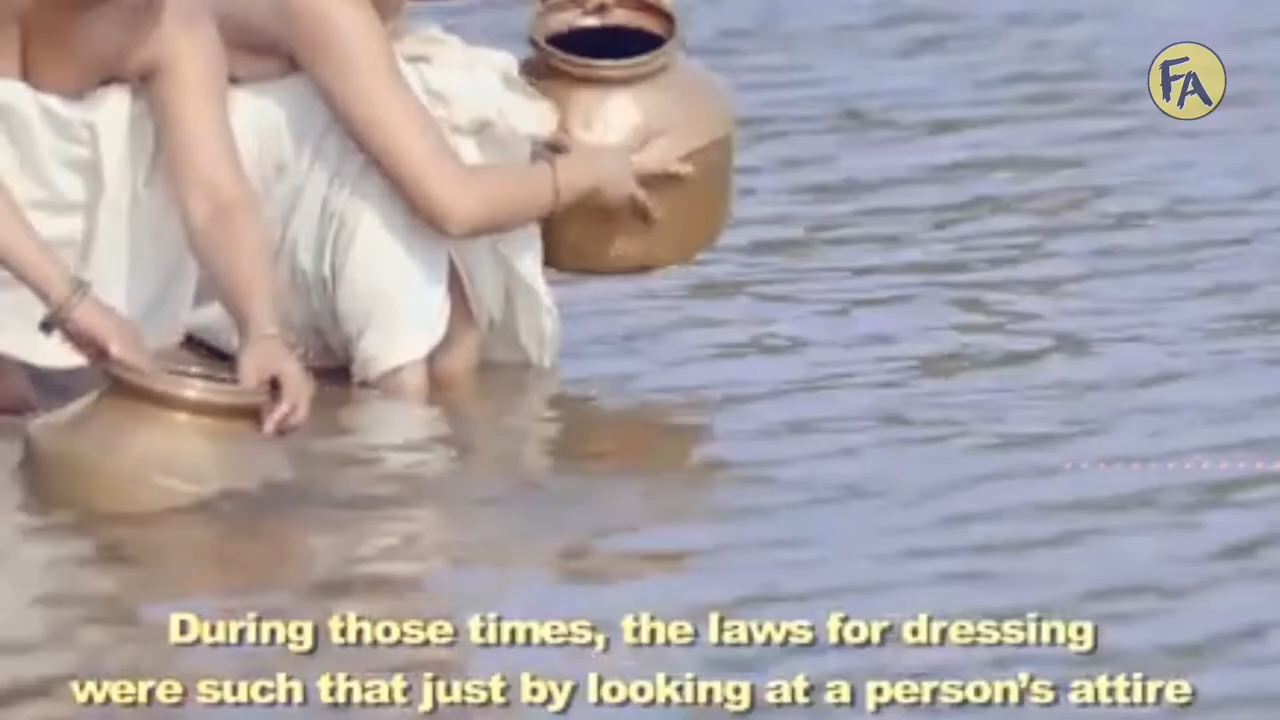 FA
During those times, the laws for dressing
were such that just by looking at a person's attire